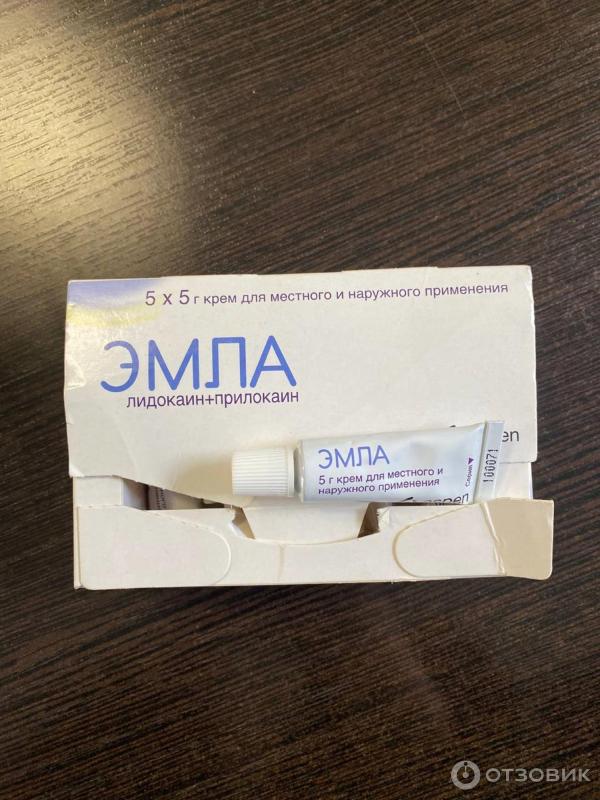 5 x 5 г крем для местного и наружного применения
ЭМЛА
лидокаин+прилокаин
ЭМЛА
5 г крем для местного и
наружного применения
aspen
Серия
100071
ОТЗОВИК